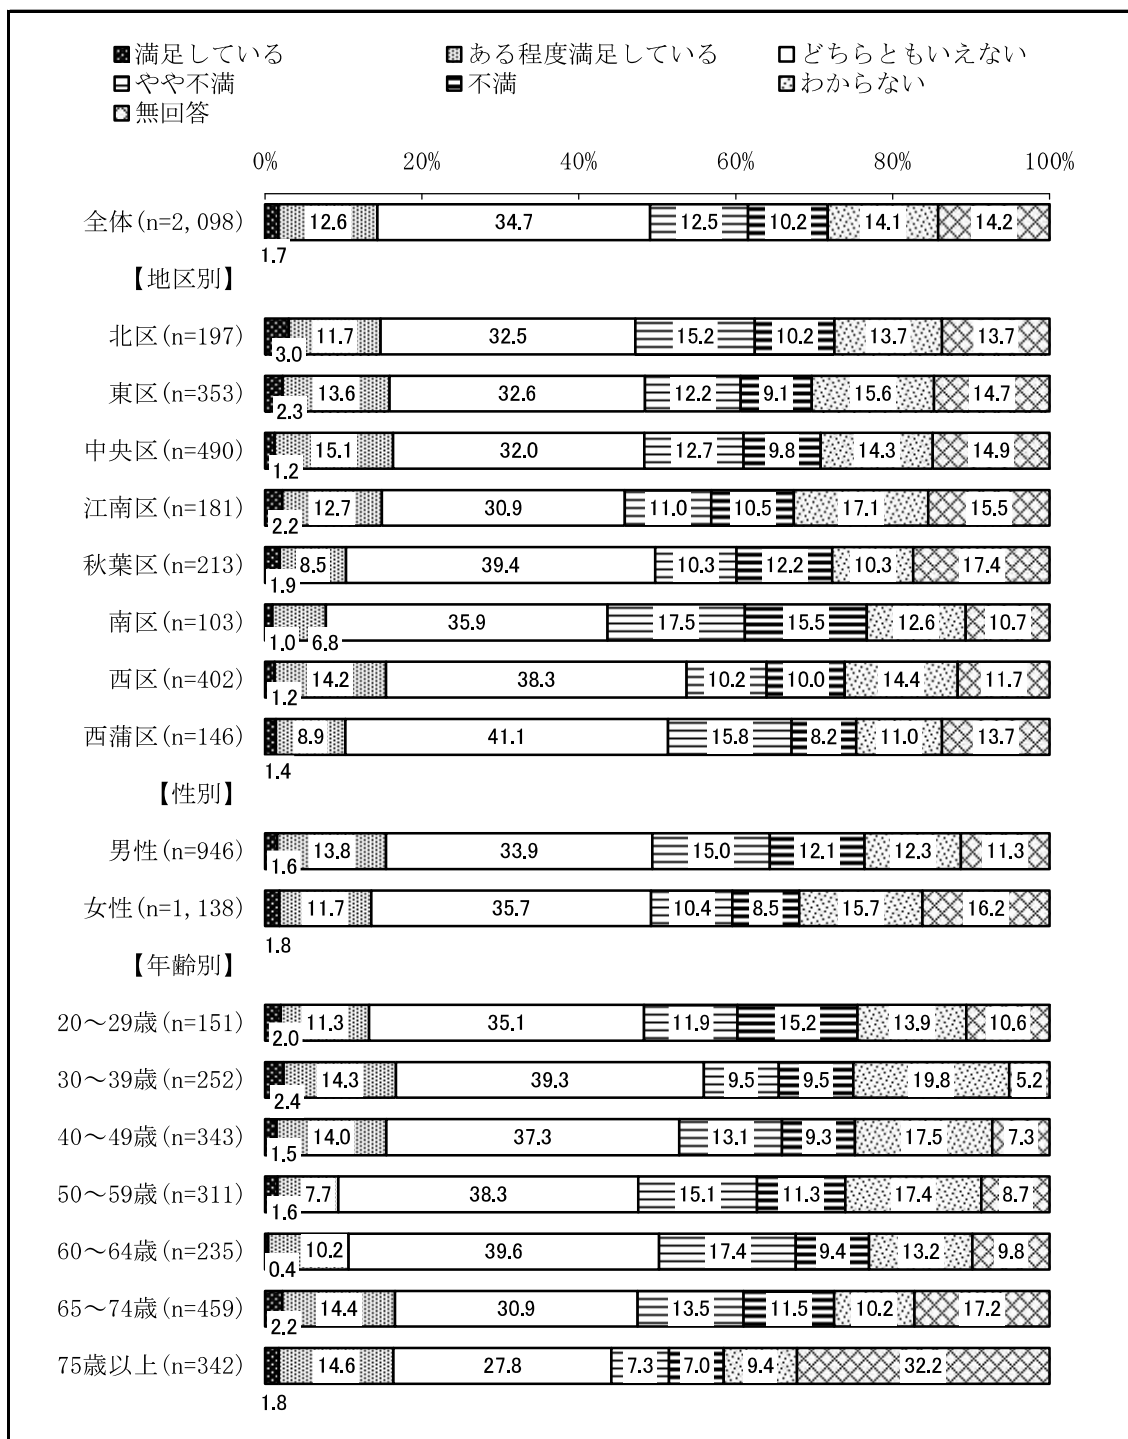 満足している ある程度満足している どちらともいえない
やや不満 不満 わからない
無回答
0% 20% 40% 60% 80% 100%
全体(n=2,098) 12.6 34.7 12.5 10.2 14.1 14.2
1.7
【地区別】
北区(n=197) 3.0 11.7 32.5 15.2 10.2 13.7 13.7
東区(n=353) 2.3 13.6 32.6 12.2 9.1 15.6 14.7
中央区(n=490) 1.2 15.1 32.0 12.7 9.8 14.3 14.9
江南区(n=181) 2.2 12.7 30.9 11.0 10.5 17.1 15.5
秋葉区(n=213) 1.9 8.5 39.4 10.3 12.2 10.3 17.4
南区(n=103) 1.0 6.8 35.9 17.5 15.5 12.6 10.7
西区(n=402) 1.2 14.2 38.3 10.2 10.0 14.4 11.7
西蒲区(n=146) 8.9 41.1 15.8 8.2 11.0 13.7
1.4
【性別】
男性(n=946) 1.6 13.8 33.9 15.0 12.1 12.3 11.3
女性(n=1,138) 11.7 35.7 10.4 8.5 15.7 16.2
1.8
【年齢別】
20～29歳(n=151) 2.0 11.3 35.1 11.9 15.2 13.9 10.6
30～39歳(n=252) 2.4 14.3 39.3 9.5 9.5 19.8 5.2
40～49歳(n=343) 1.5 14.0 37.3 13.1 9.3 17.5 7.3
50～59歳(n=311) 1.6 7.7 38.3 15.1 11.3 17.4 8.7
60～64歳(n=235) 0.4 10.2 39.6 17.4 9.4 13.2 9.8
65～74歳(n=459) 2.2 14.4 30.9 13.5 11.5 10.2 17.2
75歳以上(n=342) 14.6 27.8 7.3 7.0 9.4 32.2
1.8